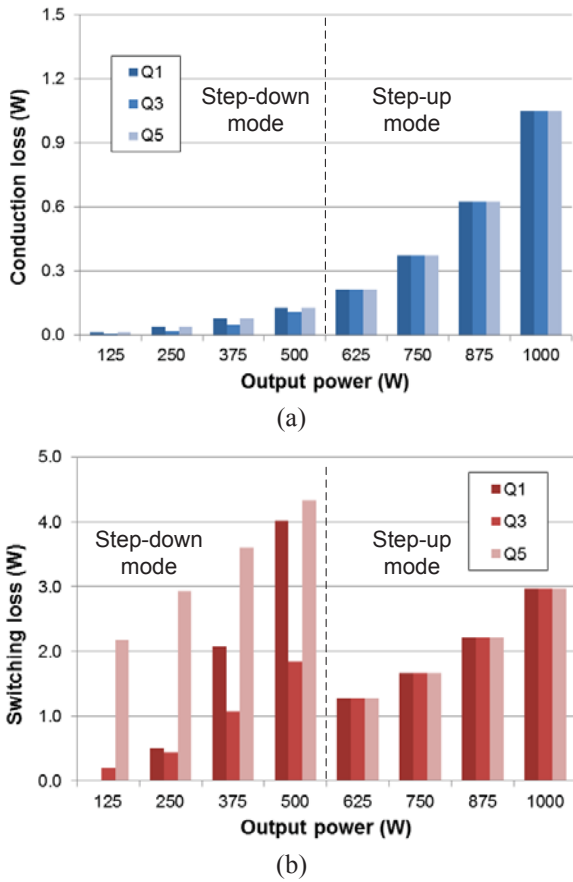 1.5
1.2
0.9
0.6
0.3
0.0
Conduction loss (W)
Q1
Q3
Q5
Step-down
mode
Step-up
mode
125 250 375 500 625 750 875 1000
Output power (W)
(a)
5.0
4.0
3.0
2.0
1.0
0.0
Switching loss (W)
Step-down
mode
Step-up
mode
Q1
Q3
Q5
125 250 375 500 625 750 875 1000
Output power (W)
(b)